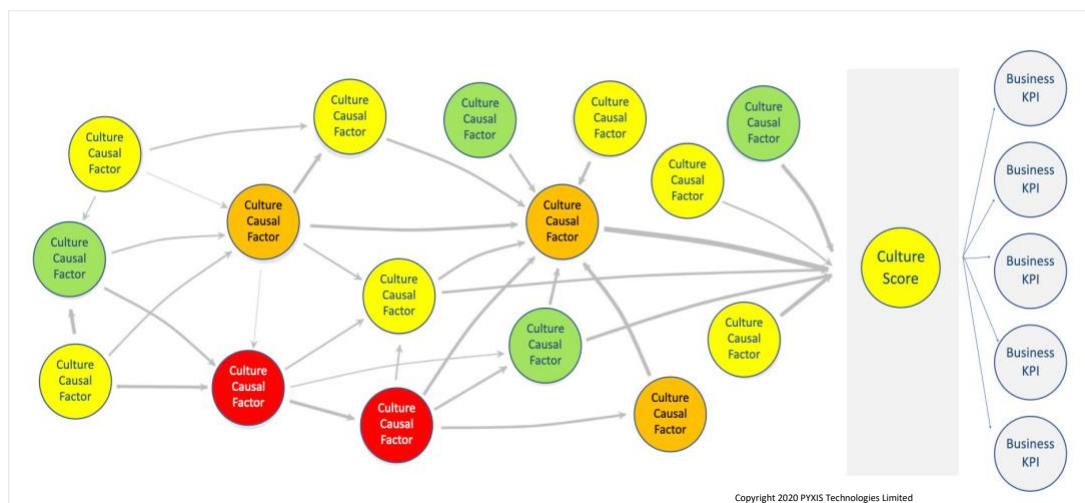 Culture
Causal
Factor
Culture
Causal
Factor
Culture
Causal
Factor
Culture
Causal
Factor
Culture
Causal
Factor
Culture
Causal
Factor
Culture
Causal
Factor
Culture
Causal
Factor
Culture
Causal
Factor
Culture
Causal
Factor
Culture
Causal
Factor
Culture
Causal
Factor
Culture
Causal
Factor
Culture
Causal
Factor
Culture
Causal
Factor
Culture
Causal
Factor
Culture
Score
Business
KPI
Business
KPI
Business
KPI
Business
KPI
Business
KPI
Copyright 2020 PYXIS Technologies Limited